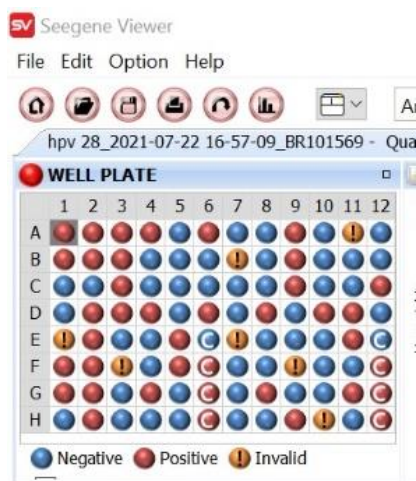 SV Seegene Viewer
File Edit Option Help
hpv 28_2021-07-22 16-57-09_BR101569 - Qua
WELL PLATE
1 2 3 4 5 6 7 8 9 10 11 12
A !
B !
C
D
E ! C ! C
F ! C ! C
G C C
H C ! C
Negative Positive ! Invalid